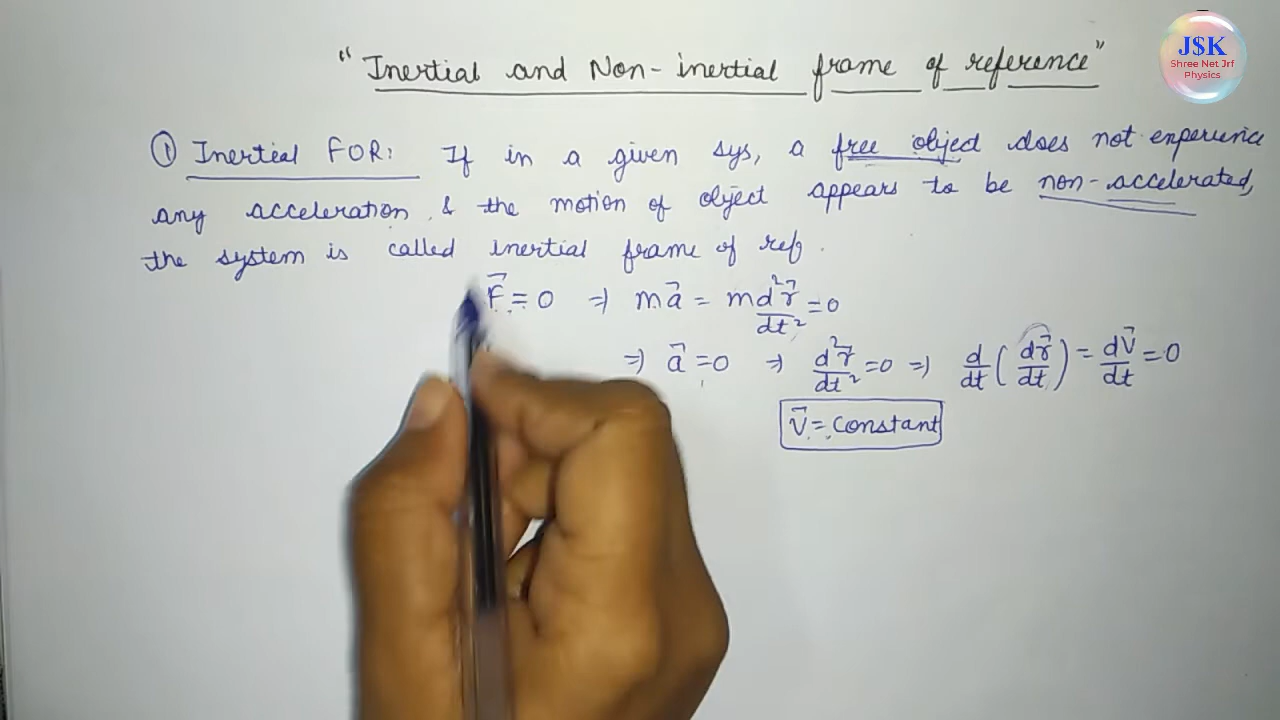 "Inertial and Non-inertial frame of reference"
J$K
Shree Net Jrf
Physics
① Inertial FOR: If in a given sys, a free object does not experience
any acceleration & the motion of object appears to be non-accelerated,
the system is called inertial frame of ref.
F⃗ = 0 ⇒ ma⃗ = m d²r⃗/dt² = 0
⇒ a⃗ = 0 ⇒ d²r⃗/dt² = 0 ⇒ d/dt (dr⃗/dt) = dv⃗/dt = 0
v⃗ = Constant